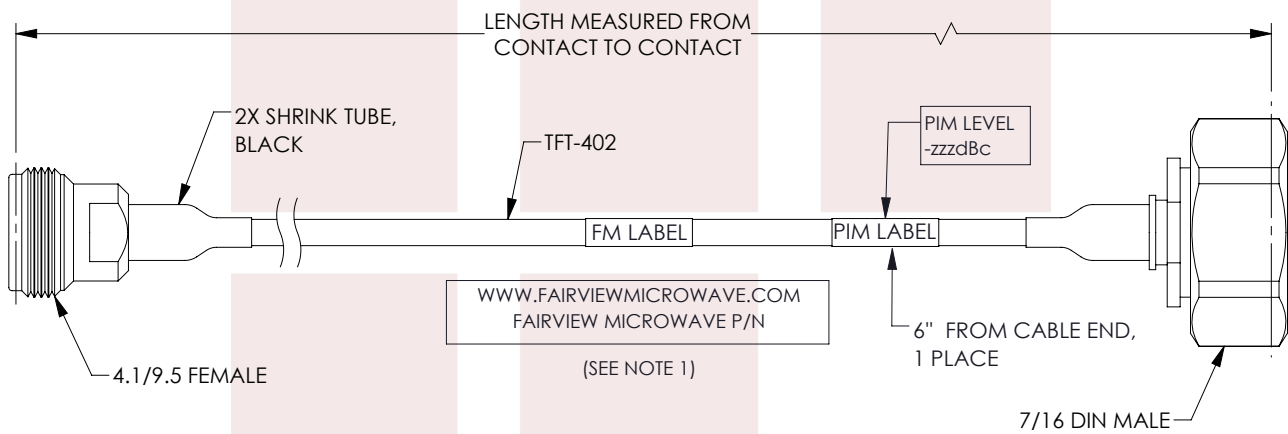 LENGTH MEASURED FROM
CONTACT TO CONTACT
2X SHRINK TUBE,
BLACK
TFT-402
PIM LEVEL
-zzzdBc
FM LABEL
PIM LABEL
WWW.FAIRVIEWMICROWAVE.COM
FAIRVIEW MICROWAVE P/N
(SEE NOTE 1)
6" FROM CABLE END,
1 PLACE
4.1/9.5 FEMALE
7/16 DIN MALE